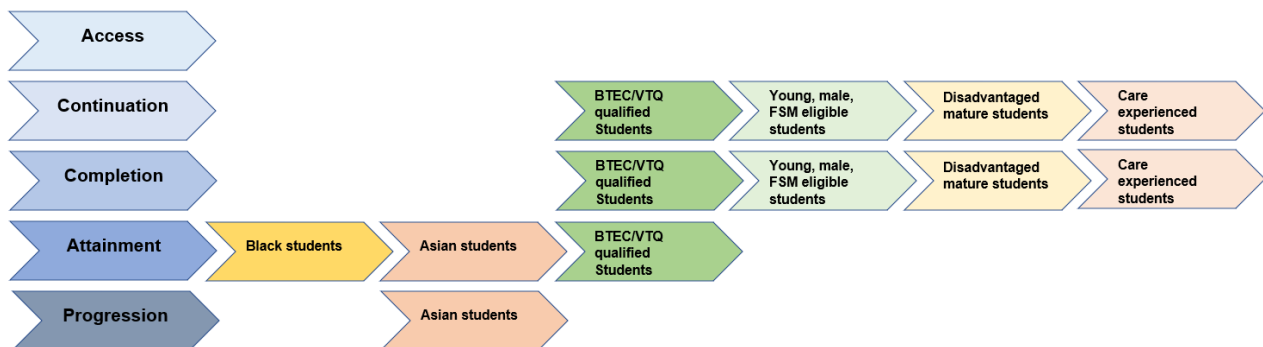 Access
Continuation
BTEC/VTQ
qualified
Students
Young, male,
FSM eligible
students
Disadvantaged
mature students
Care
experienced
students
Completion
BTEC/VTQ
qualified
Students
Young, male,
FSM eligible
students
Disadvantaged
mature students
Care
experienced
students
Attainment
Black students
Asian students
BTEC/VTQ
qualified
Students
Progression
Asian students